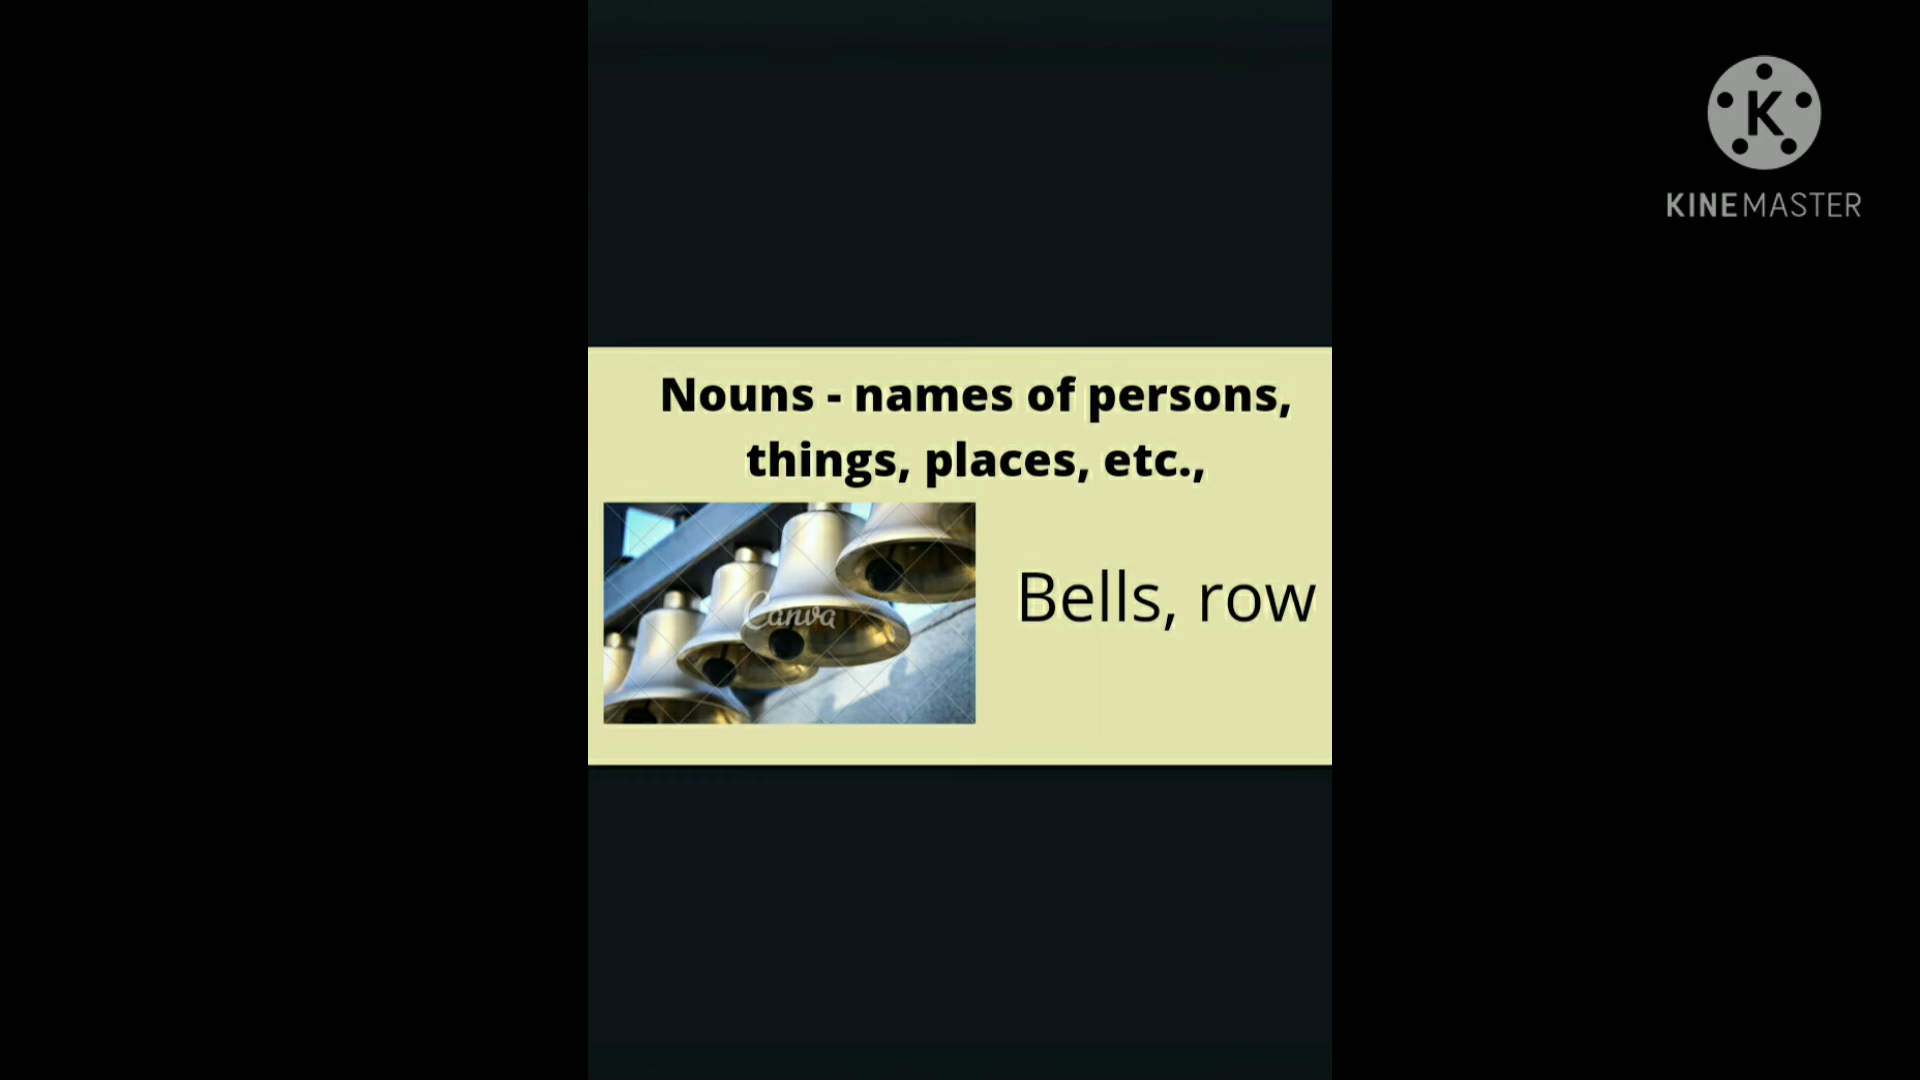 Nouns - names of persons,
things, places, etc.,
Bells, row
Canva
K
KINEMASTER